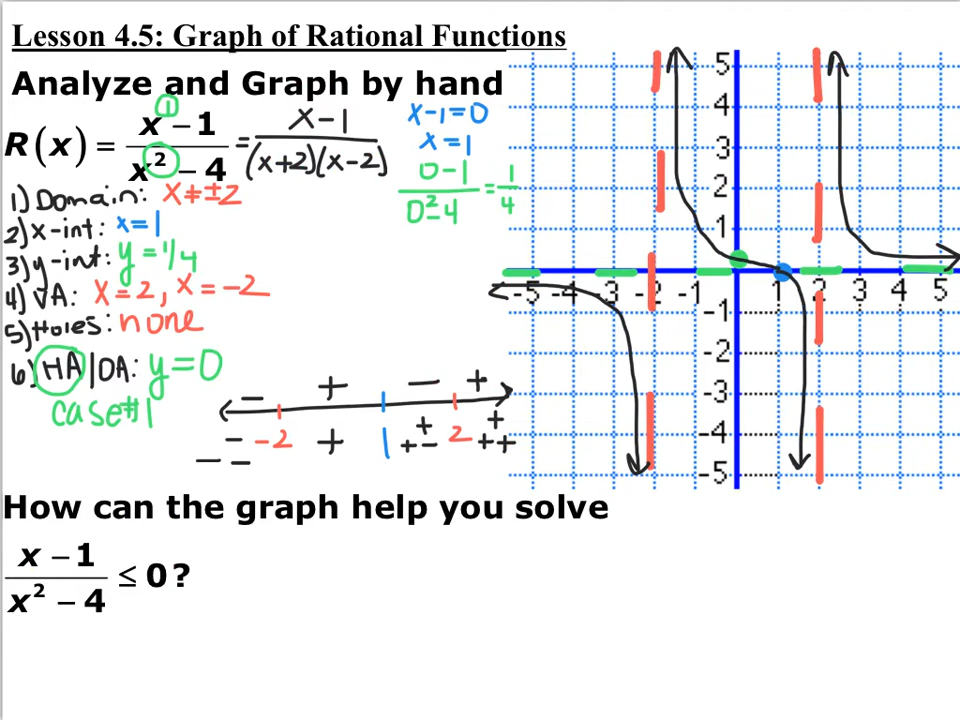 Lesson 4.5: Graph of Rational Functions
Analyze and Graph by hand
R(x) = x - 1 / x² - 4 = x-1 / (x+2)(x-2)
1
x-1=0
x=1
0-1 / 0²-4 = 1/4
1) Domain: x≠±2
2) x-int: x=1
3) y-int: y = 1/4
4) VA: x=2, x=-2
5) Holes: none
6) HA|OA: y=0
case#1
- + - +
-2 1 2
- + + + - + + +
- -
5
4
3
2
1
-5 -4 -3 -2 -1 1 2 3 4 5
-1
-2
-3
-4
-5
How can the graph help you solve
x - 1 / x² - 4 ≤ 0?